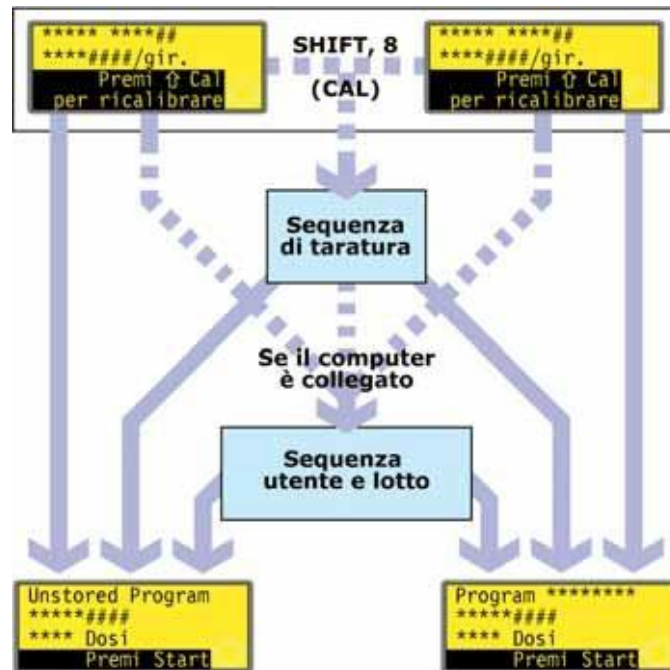 ***** ****##
****####/gir.
Premi ⇧ Cal
per ricalibrare
SHIFT, 8
(CAL)
***** ****##
****####/gir.
Premi ⇧ Cal
per ricalibrare
Sequenza
di taratura
Se il computer
è collegato
Sequenza
utente e lotto
Unstored Program
*****####
**** Dosi
Premi Start
Program ********
*****####
**** Dosi
Premi Start